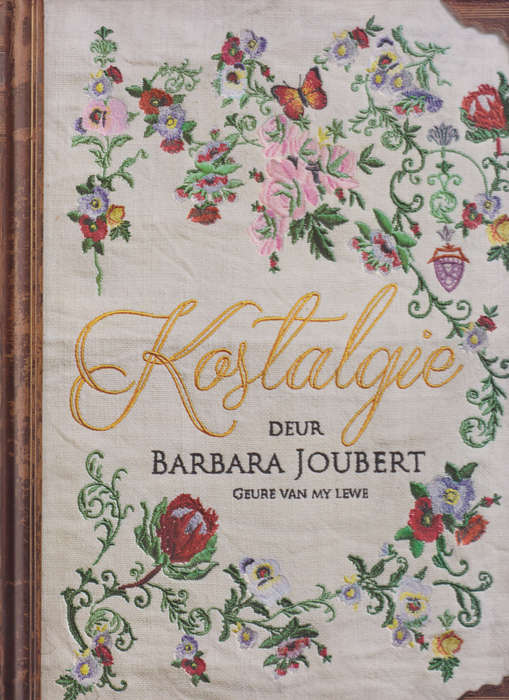 Kostalgie
DEUR
BARBARA JOUBERT
GEURE VAN MY LEWE